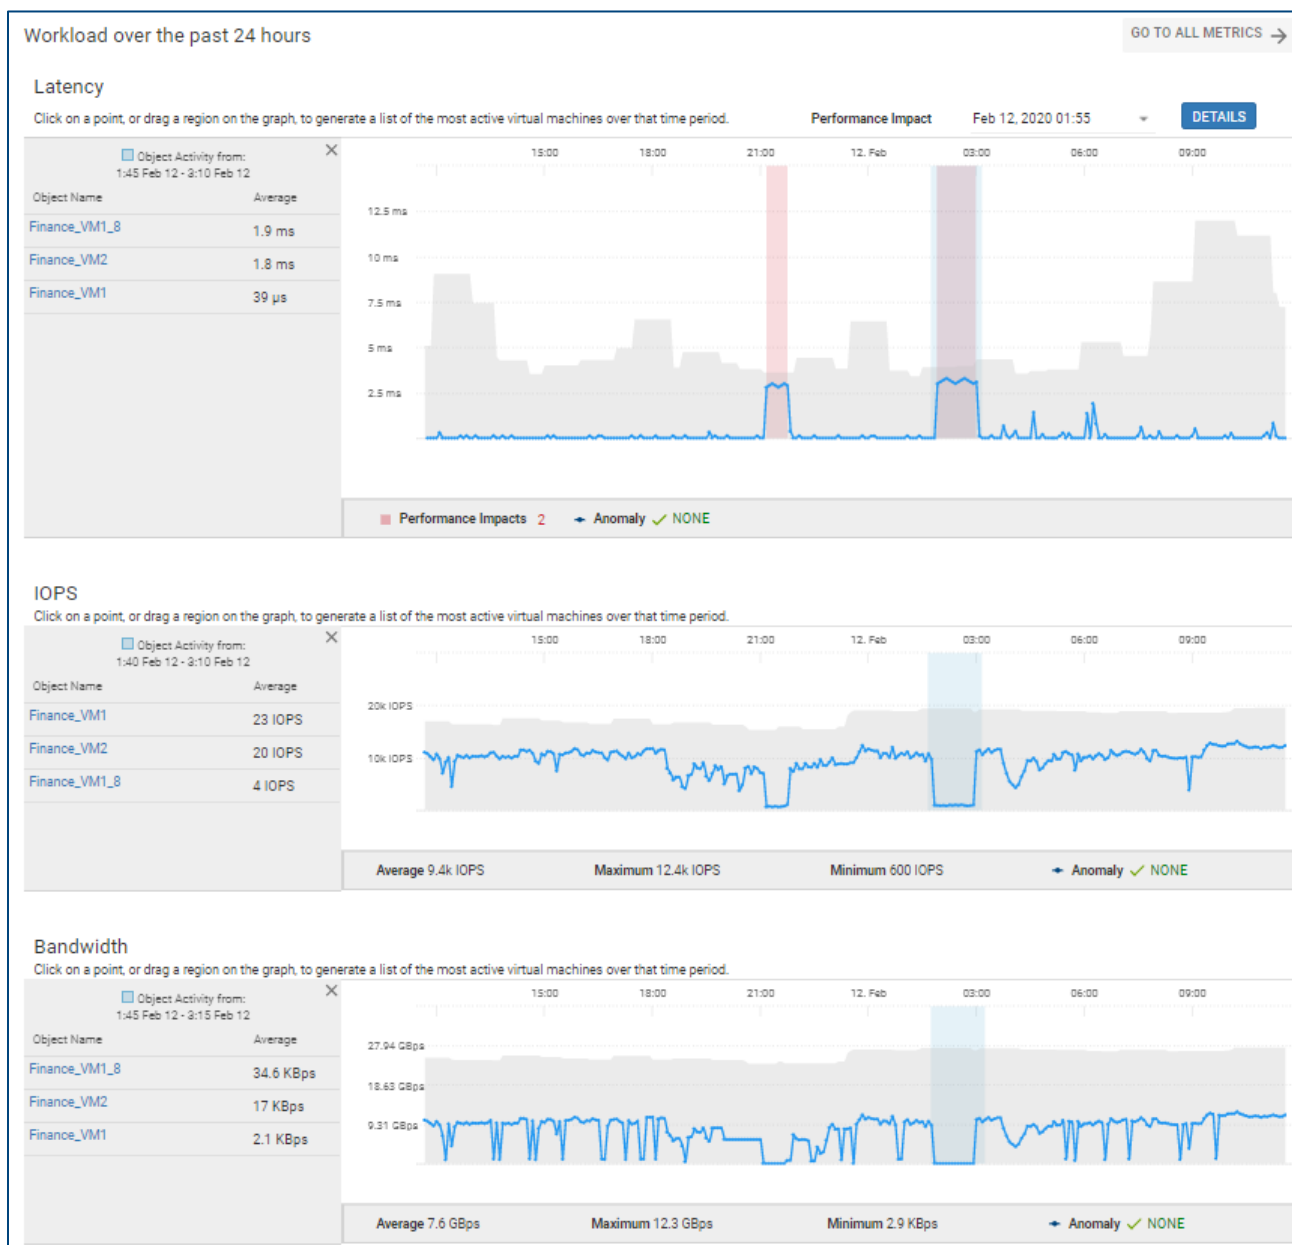 Workload over the past 24 hours
GO TO ALL METRICS →
Latency
Click on a point, or drag a region on the graph, to generate a list of the most active virtual machines over that time period.
Performance Impact Feb 12, 2020 01:55 DETAILS
Object Activity from:
1:45 Feb 12 - 3:10 Feb 12
Object Name Average
Finance_VM1_8 1.9 ms
Finance_VM2 1.8 ms
Finance_VM1 39 µs
15:00 18:00 21:00 12. Feb 03:00 06:00 09:00
12.5 ms
10 ms
7.5 ms
5 ms
2.5 ms
Performance Impacts 2 Anomaly ✓ NONE
IOPS
Click on a point, or drag a region on the graph, to generate a list of the most active virtual machines over that time period.
Object Activity from:
1:40 Feb 12 - 3:10 Feb 12
Object Name Average
Finance_VM1 23 IOPS
Finance_VM2 20 IOPS
Finance_VM1_8 4 IOPS
15:00 18:00 21:00 12. Feb 03:00 06:00 09:00
20k IOPS
10k IOPS
Average 9.4k IOPS Maximum 12.4k IOPS Minimum 600 IOPS Anomaly ✓ NONE
Bandwidth
Click on a point, or drag a region on the graph, to generate a list of the most active virtual machines over that time period.
Object Activity from:
1:45 Feb 12 - 3:15 Feb 12
Object Name Average
Finance_VM1_8 34.6 KBps
Finance_VM2 17 KBps
Finance_VM1 2.1 KBps
15:00 18:00 21:00 12. Feb 03:00 06:00 09:00
27.94 GBps
18.63 GBps
9.31 GBps
Average 7.6 GBps Maximum 12.3 GBps Minimum 2.9 KBps Anomaly ✓ NONE